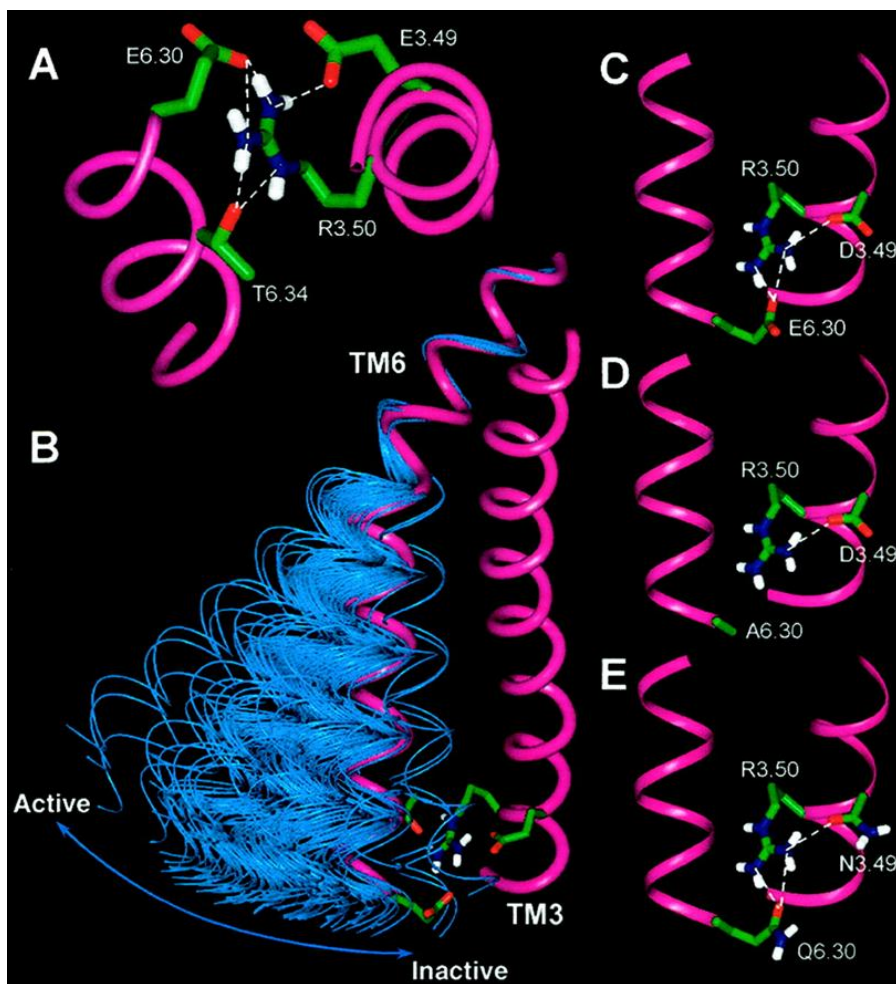 A
E6.30
E3.49
R3.50
T6.34
B
TM6
TM3
Active
Inactive
C
R3.50
D3.49
E6.30
D
R3.50
D3.49
A6.30
E
R3.50
N3.49
Q6.30